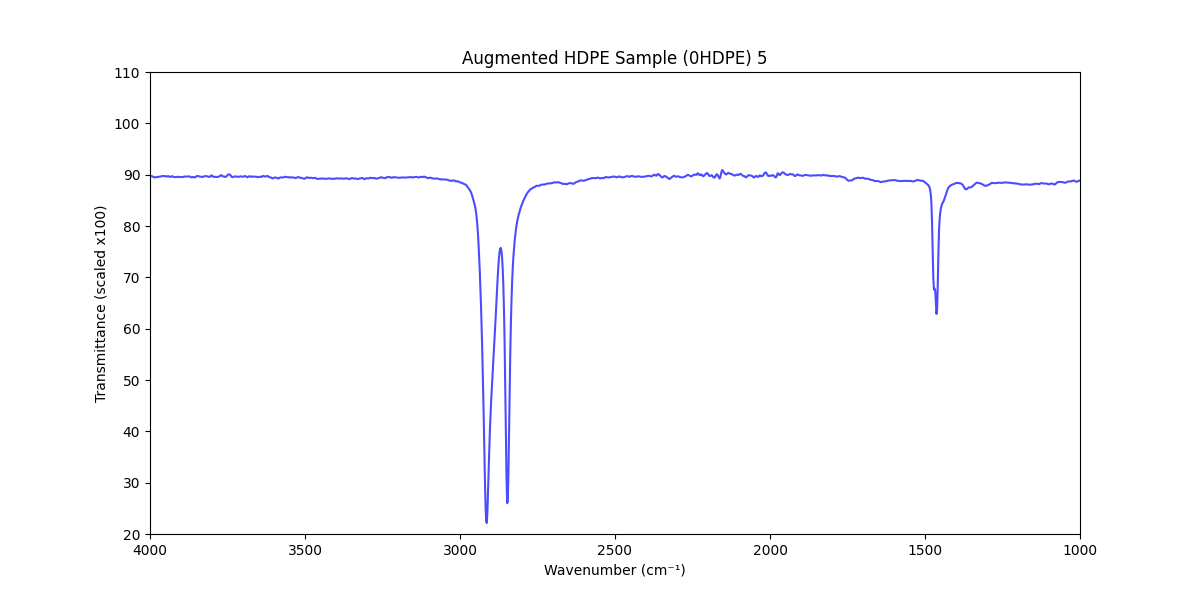 Augmented HDPE Sample (0HDPE) 5
110
100
90
80
70
60
50
40
30
20
Transmittance (scaled x100)
4000 3500 3000 2500 2000 1500 1000
Wavenumber (cm⁻¹)